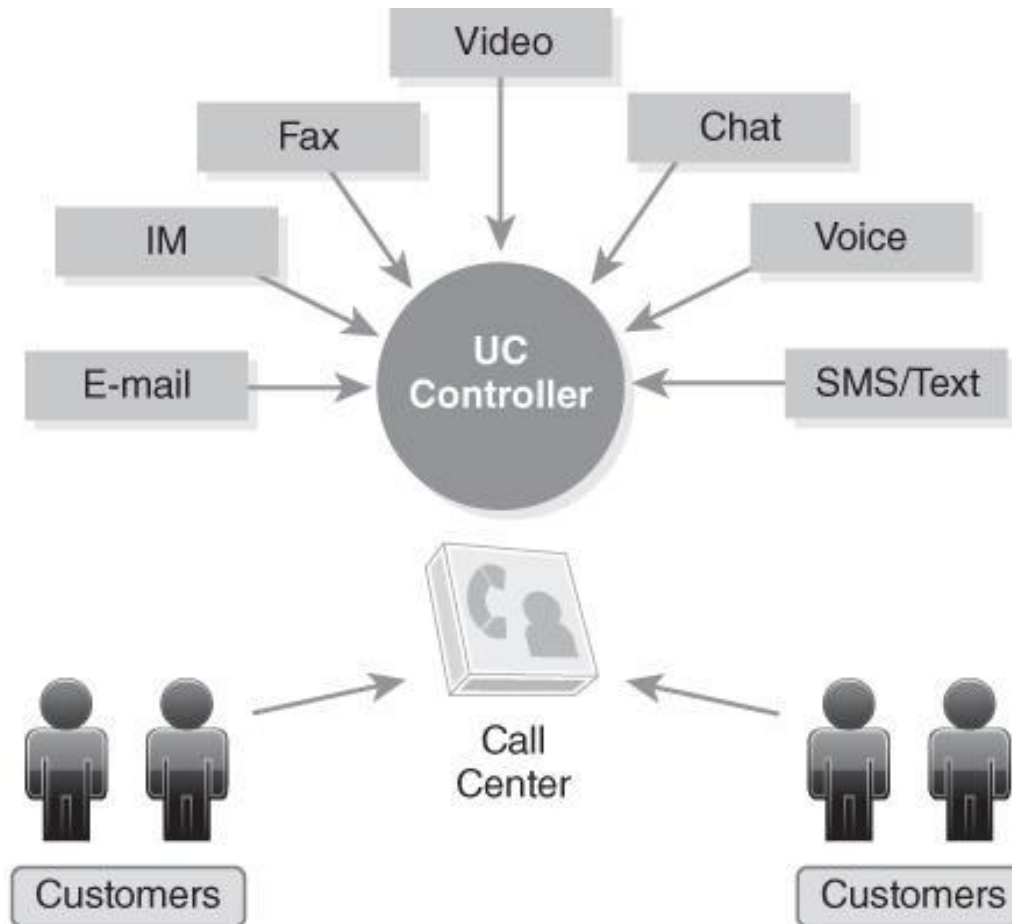 Video
Fax
Chat
IM
Voice
E-mail
UC
Controller
SMS/Text
Call
Center
Customers
Customers